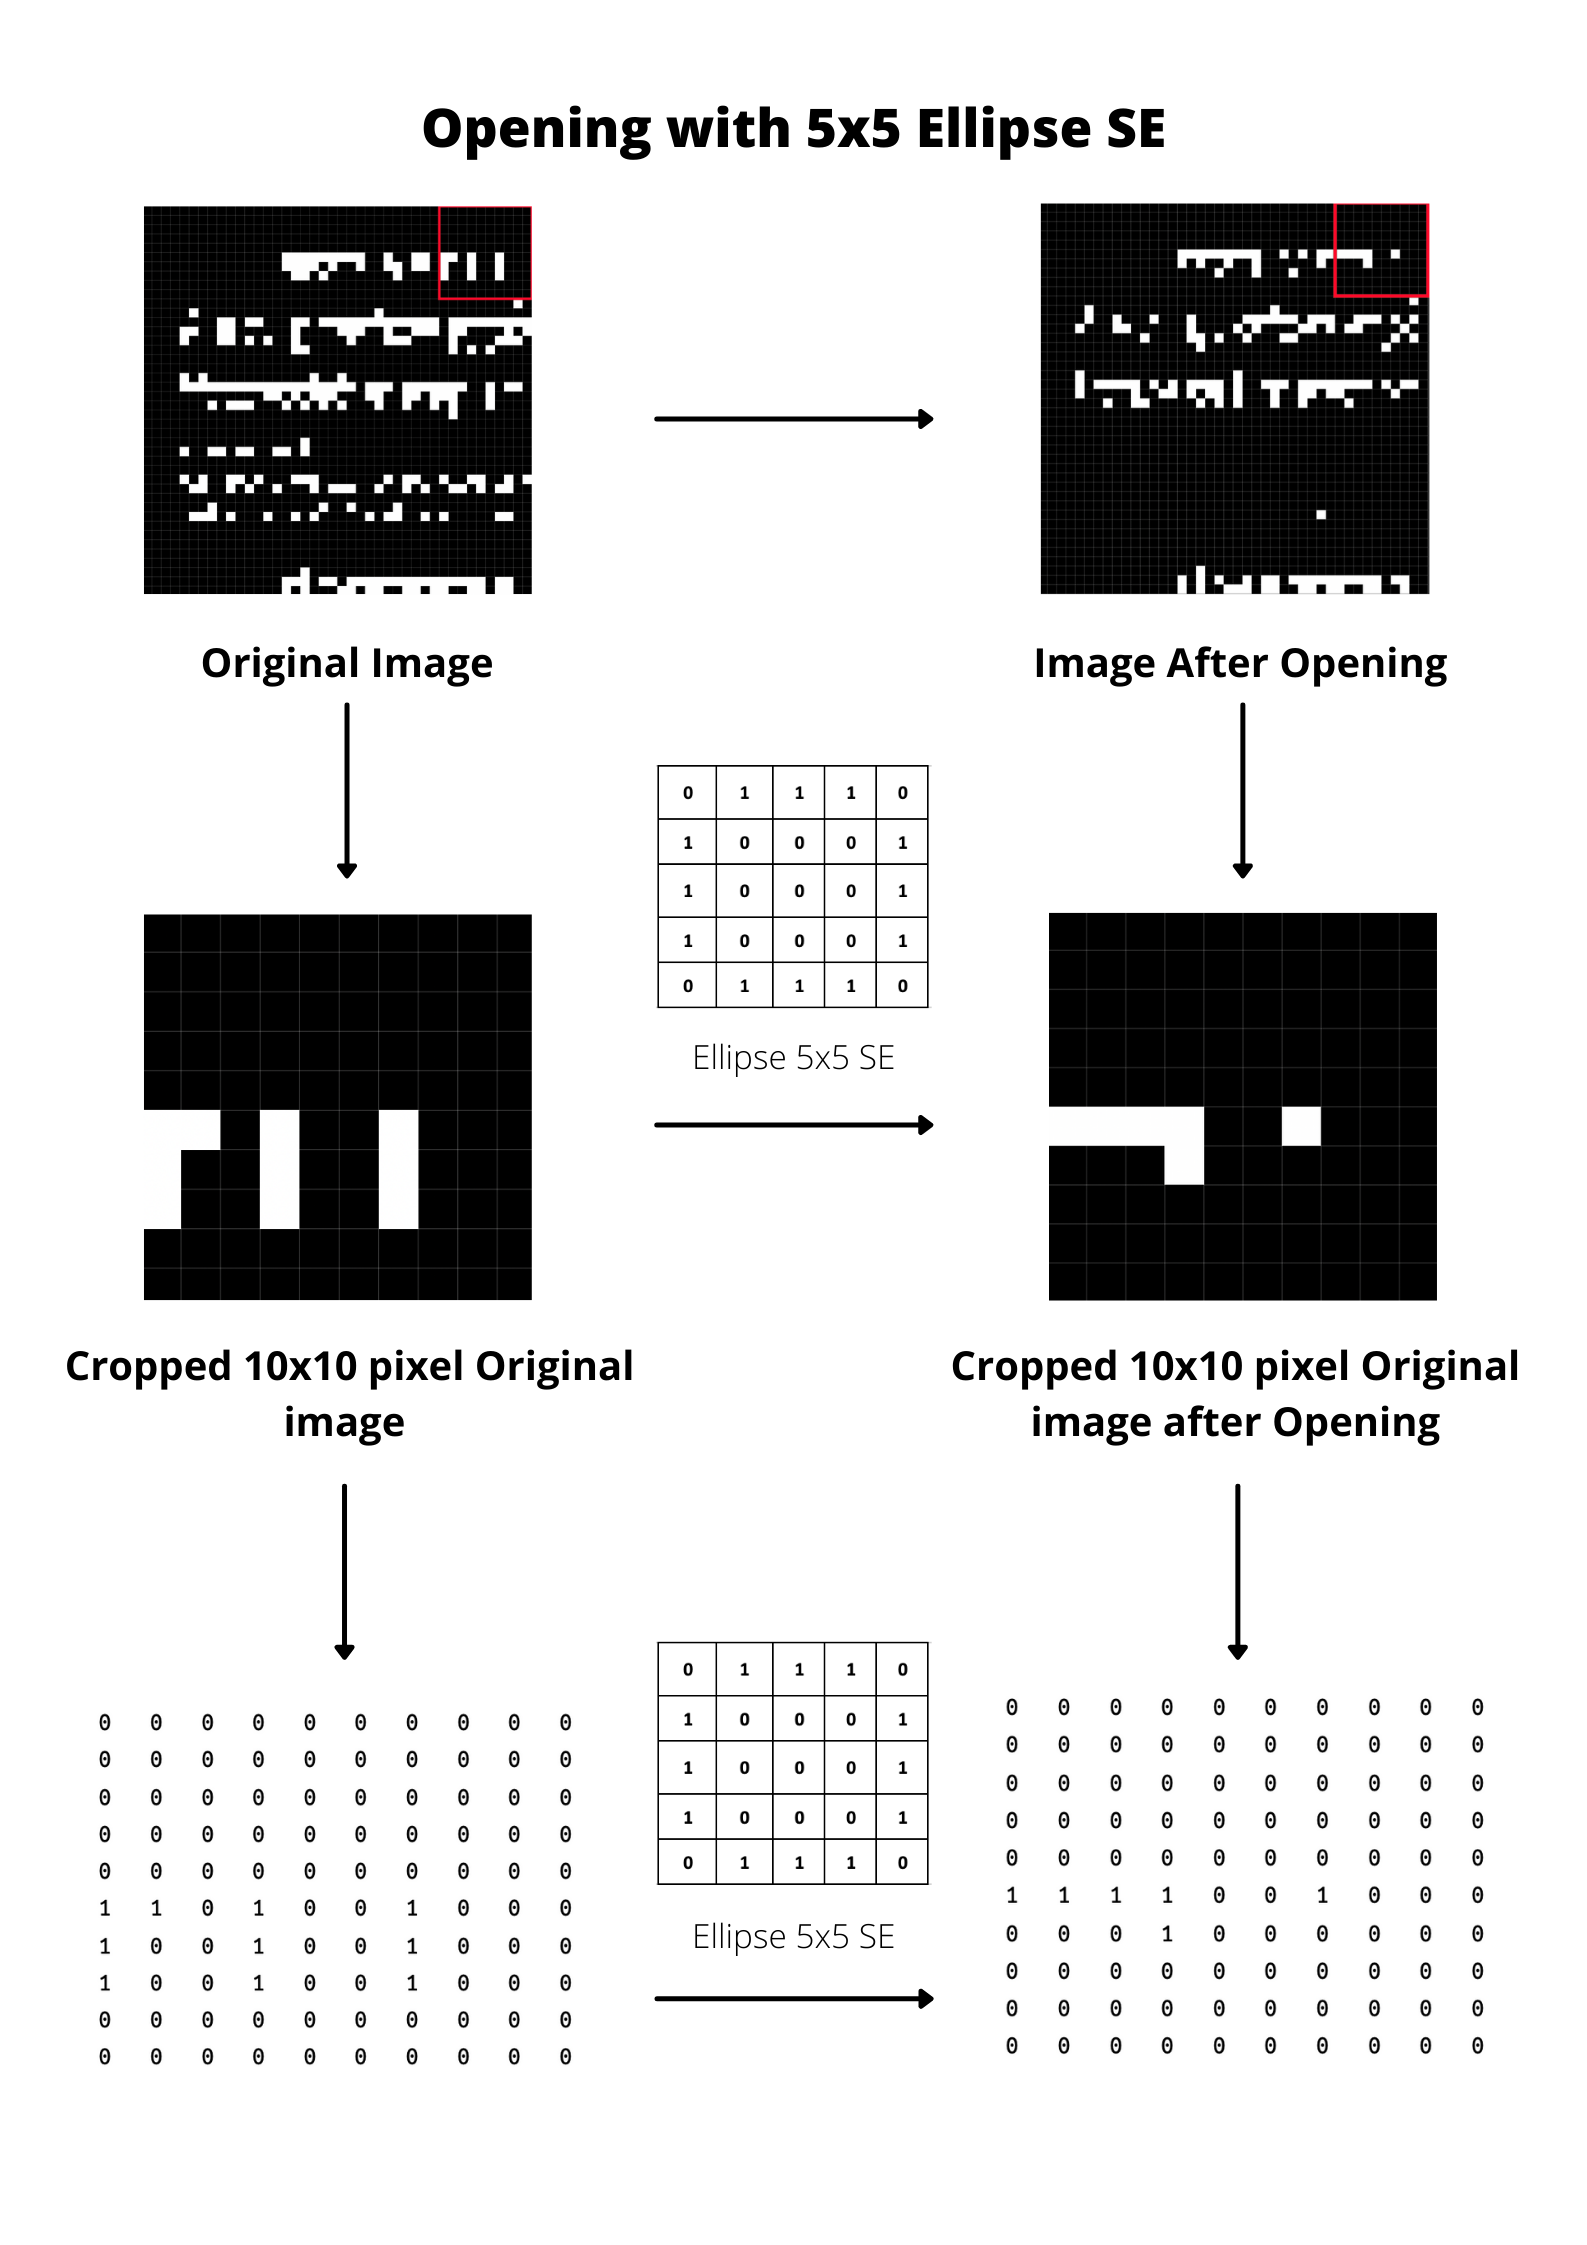 Opening with 5x5 Ellipse SE
Original Image
Image After Opening
0 1 1 1 0
1 0 0 0 1
1 0 0 0 1
1 0 0 0 1
0 1 1 1 0
Ellipse 5x5 SE
Cropped 10x10 pixel Original
image
Cropped 10x10 pixel Original
image after Opening
0 0 0 0 0 0 0 0 0 0
0 0 0 0 0 0 0 0 0 0
0 0 0 0 0 0 0 0 0 0
0 0 0 0 0 0 0 0 0 0
0 0 0 0 0 0 0 0 0 0
1 1 0 1 0 0 1 0 0 0
1 0 0 1 0 0 1 0 0 0
1 0 0 1 0 0 1 0 0 0
0 0 0 0 0 0 0 0 0 0
0 0 0 0 0 0 0 0 0 0
0 1 1 1 0
1 0 0 0 1
1 0 0 0 1
1 0 0 0 1
0 1 1 1 0
Ellipse 5x5 SE
0 0 0 0 0 0 0 0 0 0
0 0 0 0 0 0 0 0 0 0
0 0 0 0 0 0 0 0 0 0
0 0 0 0 0 0 0 0 0 0
0 0 0 0 0 0 0 0 0 0
1 1 1 1 0 0 1 0 0 0
0 0 0 1 0 0 0 0 0 0
0 0 0 0 0 0 0 0 0 0
0 0 0 0 0 0 0 0 0 0
0 0 0 0 0 0 0 0 0 0